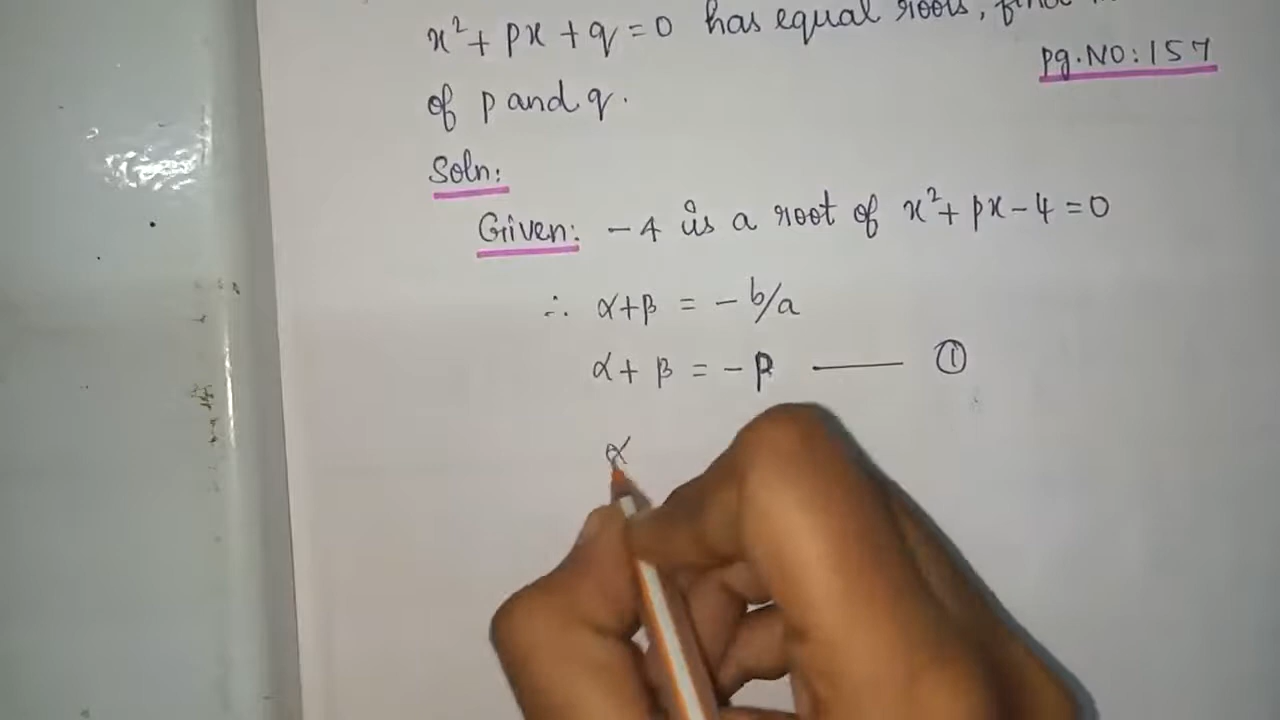 x² + px + q = 0 has equal roots, find
pg.NO: 157
of p and q.
Soln:
Given: -4 is a root of x² + px - 4 = 0
∴ α+β = - b/a
α + β = - p —— ①
α